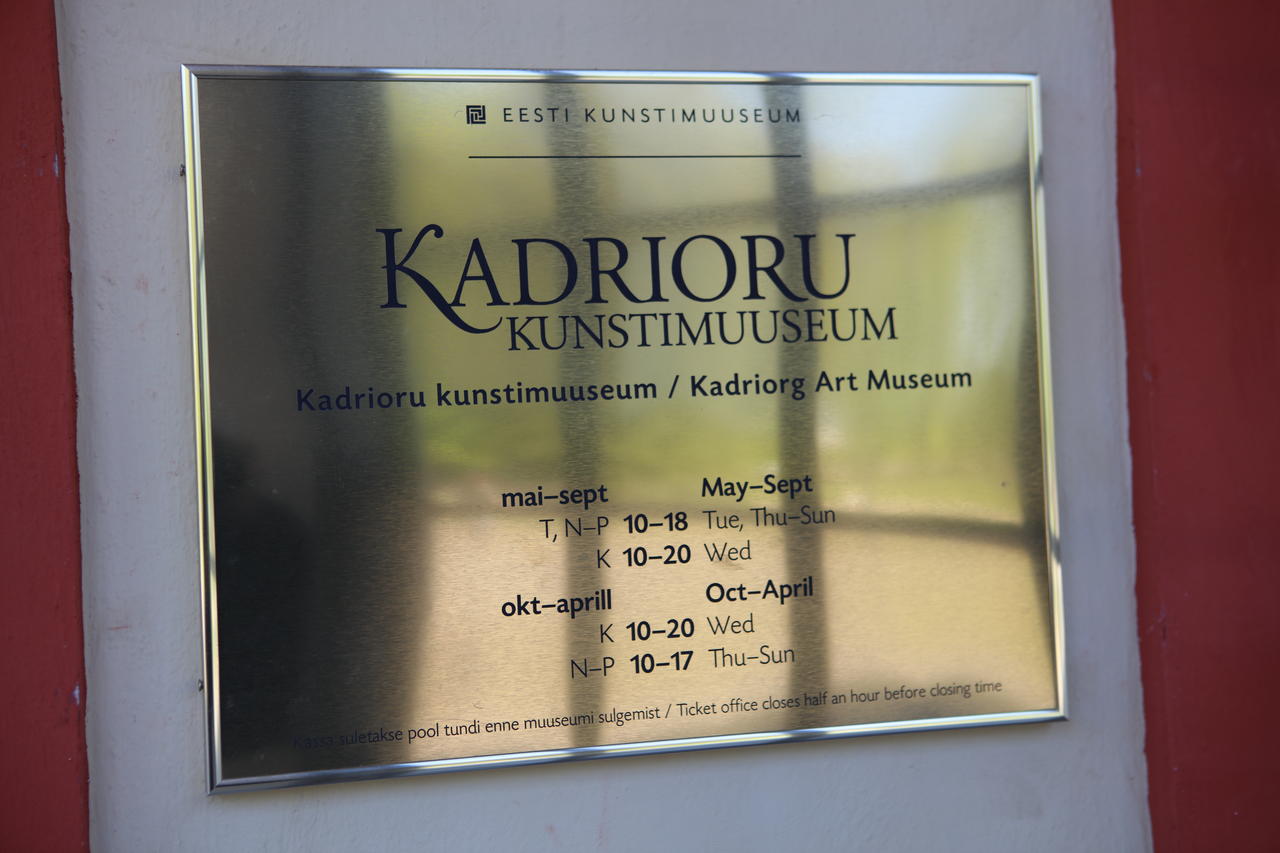 EESTI KUNSTIMUUSEUM
KADRIORU
KUNSTIMUUSEUM
Kadrioru kunstimuuseum / Kadriorg Art Museum
mai–sept May–Sept
T, N–P 10–18 Tue, Thu–Sun
K 10–20 Wed
okt–aprill Oct–April
K 10–20 Wed
N–P 10–17 Thu–Sun
Kassa suletakse pool tundi enne muuseumi sulgemist / Ticket office closes half an hour before closing time